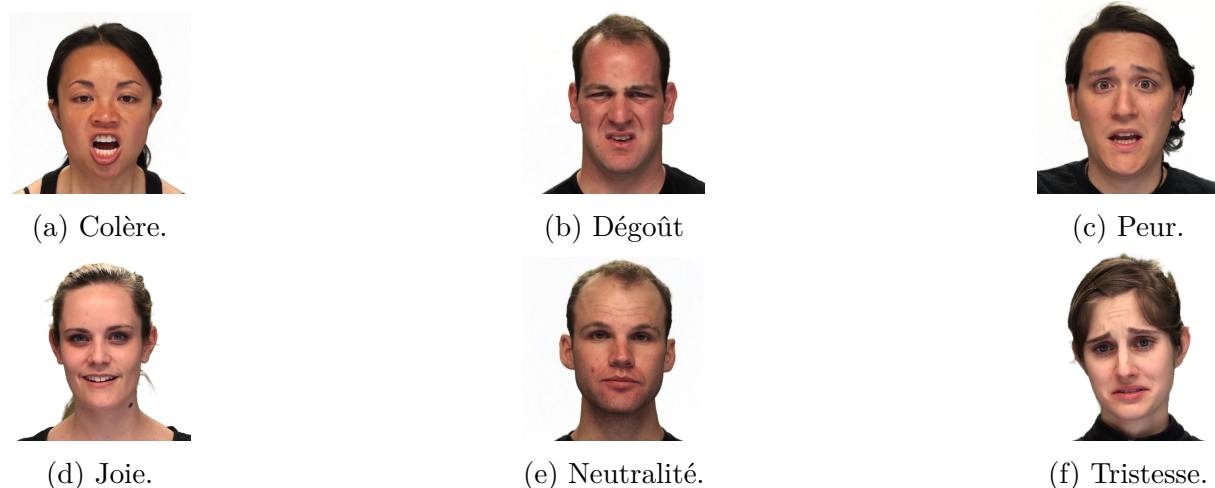 (a) Colère.
(b) Dégoût
(c) Peur.
(d) Joie.
(e) Neutralité.
(f) Tristesse.